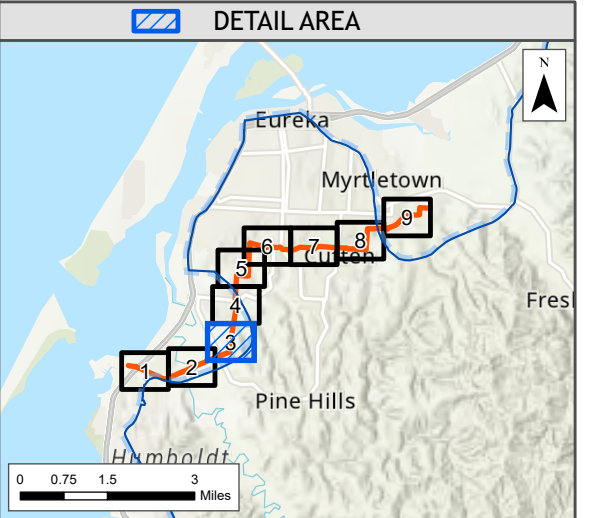 DETAIL AREA
N
Eureka
Myrtletown
9
8
7
6
Cutten
5
4
Fresh
3
2
1
Pine Hills
Humboldt
0 0.75 1.5 3
Miles